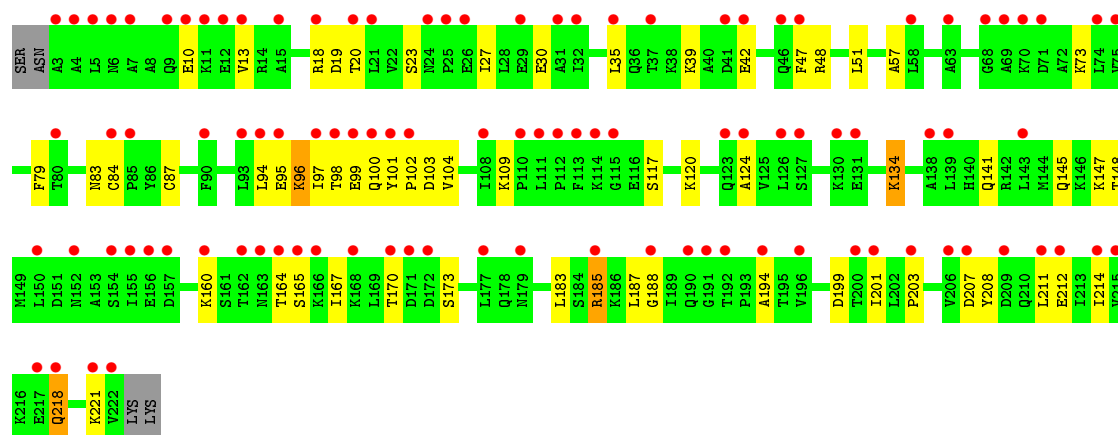 SER ASN A3 A4 L5 N6 A7 A8 Q9 E10 K11 E12 V13 R14 A15 R18 D19 T20 L21 V22 S23 N24 P25 E26 I27 L28 E29 E30 A31 I32 L35 Q36 T37 K38 K39 A40 D41 E42 Q46 F47 R48 L51 A57 L58 A63 G68 A69 K70 D71 A72 K73 L74 V75
F79 T80 N83 C84 P85 Y86 C87 F90 L93 L94 E95 K96 I97 T98 E99 Q100 Y101 P102 D103 V104 I108 K109 P110 L111 P112 F113 K114 G115 E116 S117 K120 Q123 A124 V125 L126 S127 K130 E131 K134 A138 L139 H140 Q141 R142 L143 M144 Q145 K146 K147 T148
M149 L150 D151 N152 A153 S154 I155 E156 D157 K160 S161 T162 N163 T164 S165 K166 I167 K168 L169 T170 D171 D172 S173 L177 Q178 N179 L183 S184 R185 K186 L187 G188 I189 Q190 G191 T192 P193 A194 T195 V196 D199 T200 I201 L202 P203 V206 D207 Y208 D209 Q210 L211 E212 I213 I214 V215
K216 E217 Q218 K221 V222 LYS LYS